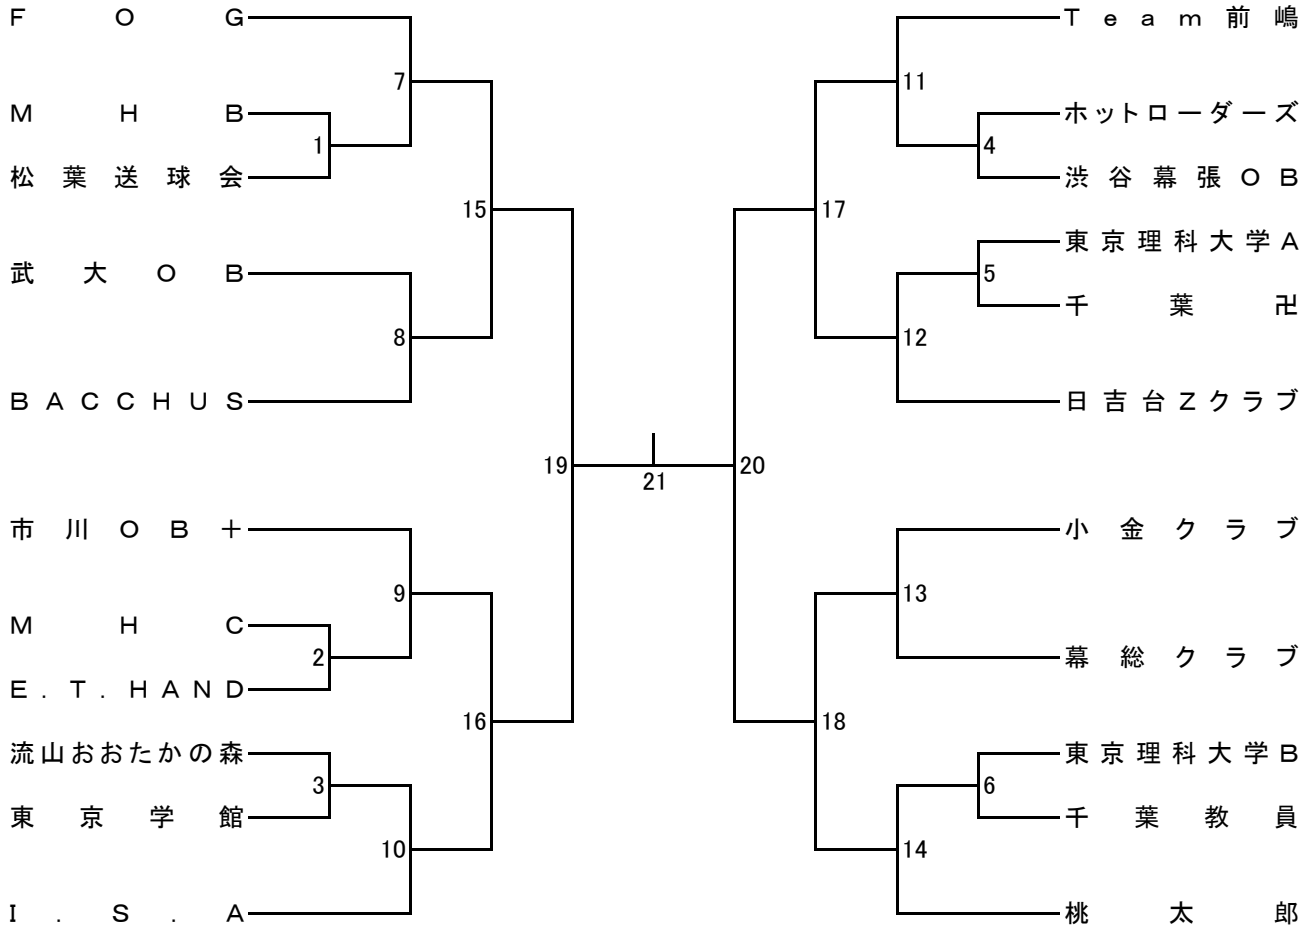 FOG
7
MHB
1
松葉送球会
15
武大OB
8
BACCHUS
19
市川OB＋
9
MHC
2
E.T.HAND
16
流山おおたかの森
3
東京学館
10
I.S.A
21
Team前嶋
11
ホットローダーズ
4
渋谷幕張OB
17
東京理科大学A
5
千葉卍
12
日吉台Zクラブ
20
小金クラブ
13
幕総クラブ
18
東京理科大学B
6
千葉教員
14
桃太郎